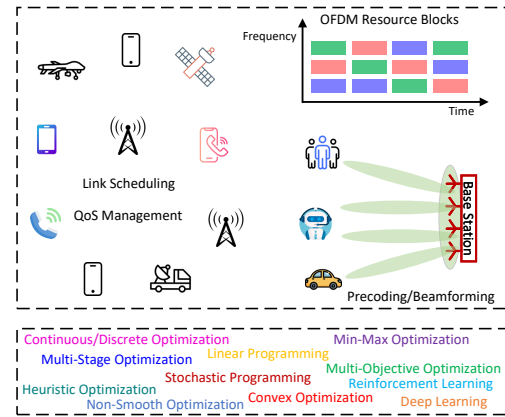 OFDM Resource Blocks
Frequency
Time
Link Scheduling
QoS Management
Base Station
Precoding/Beamforming
Continuous/Discrete Optimization
Min-Max Optimization
Linear Programming
Multi-Stage Optimization
Multi-Objective Optimization
Stochastic Programming
Reinforcement Learning
Heuristic Optimization
Convex Optimization
Deep Learning
Non-Smooth Optimization